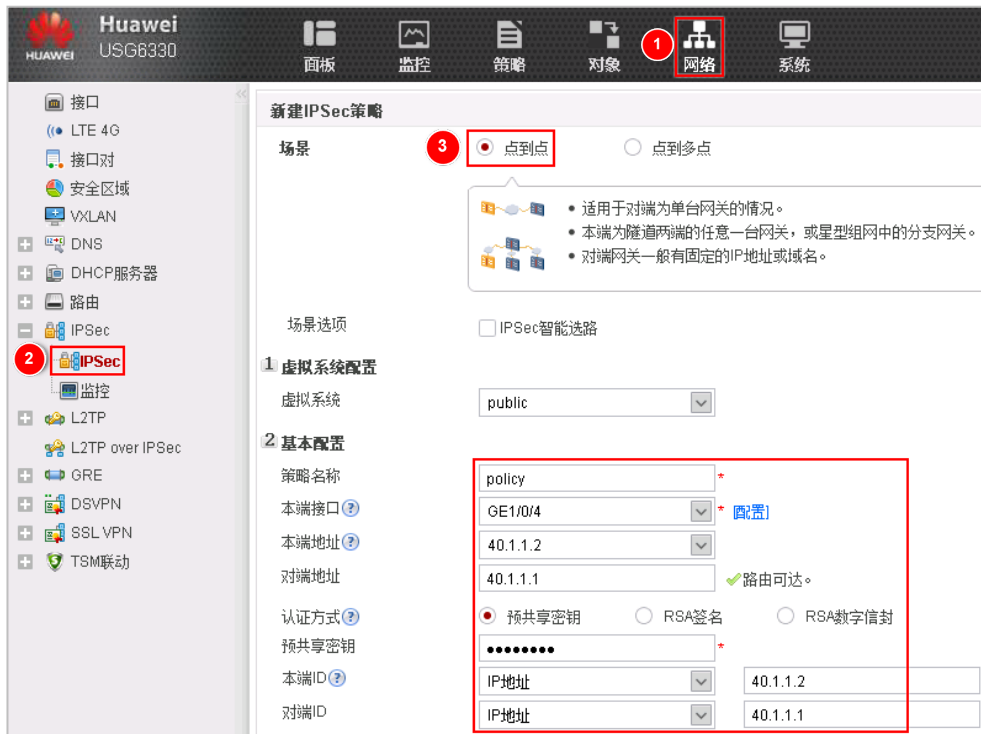 HUAWEI
Huawei
USG6330
面板
监控
策略
对象
1
网络
系统
接口
LTE 4G
接口对
安全区域
VXLAN
DNS
DHCP服务器
路由
IPSec
2
IPSec
监控
L2TP
L2TP over IPSec
GRE
DSVPN
SSL VPN
TSM联动
新建IPSec策略
场景 3 点到点 点到多点
• 适用于对端为单台网关的情况。
• 本端为隧道两端的任意一台网关，或星型组网中的分支网关。
• 对端网关一般有固定的IP地址或域名。
场景选项 IPSec智能选路
1 虚拟系统配置
虚拟系统 public
2 基本配置
策略名称 policy *
本端接口? GE1/0/4 * 配置]
本端地址? 40.1.1.2
对端地址 40.1.1.1 路由可达。
认证方式? 预共享密钥 RSA签名 RSA数字信封
预共享密钥 •••••••• *
本端ID? IP地址 40.1.1.2
对端ID IP地址 40.1.1.1